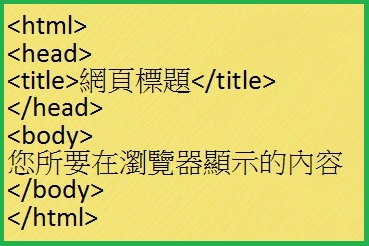 <html>
<head>
<title>網頁標題</title>
</head>
<body>
您所要在瀏覽器顯示的內容
</body>
</html>